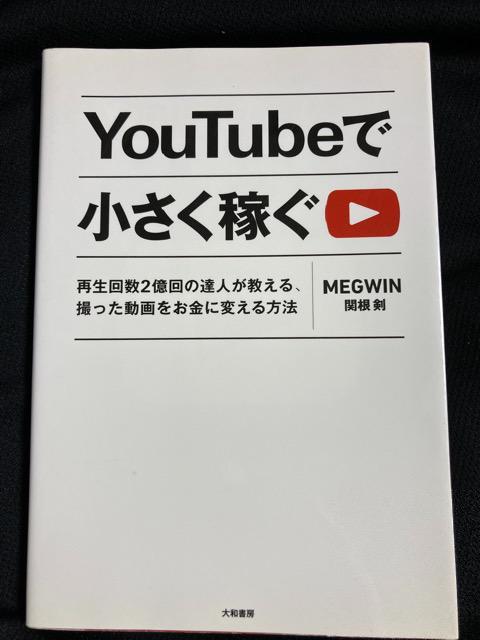 YouTubeで
小さく稼ぐ
再生回数2億回の達人が教える、
撮った動画をお金に変える方法
MEGWIN
関根 剣
大和書房